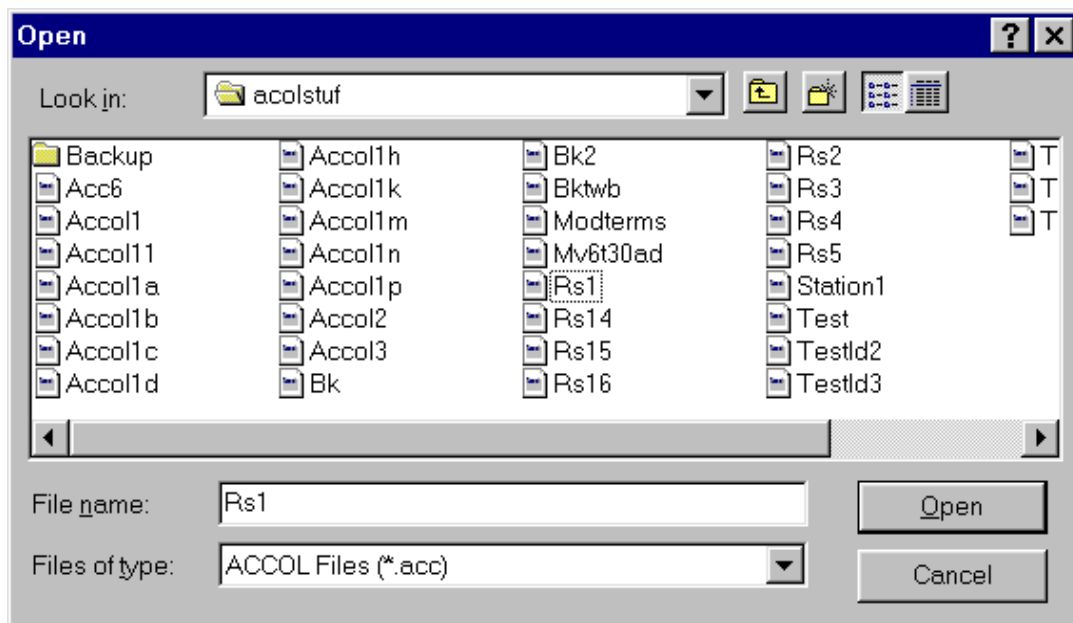 Open
Look in: acolstuf
Backup Accol1h Bk2 Rs2 T
Acc6 Accol1k Bktwb Rs3 T
Accol1 Accol1m Modterms Rs4 T
Accol11 Accol1n Mv6t30ad Rs5
Accol1a Accol1p Rs1 Station1
Accol1b Accol2 Rs14 Test
Accol1c Accol3 Rs15 Testld2
Accol1d Bk Rs16 Testld3
File name: Rs1 Open
Files of type: ACCOL Files (*.acc) Cancel